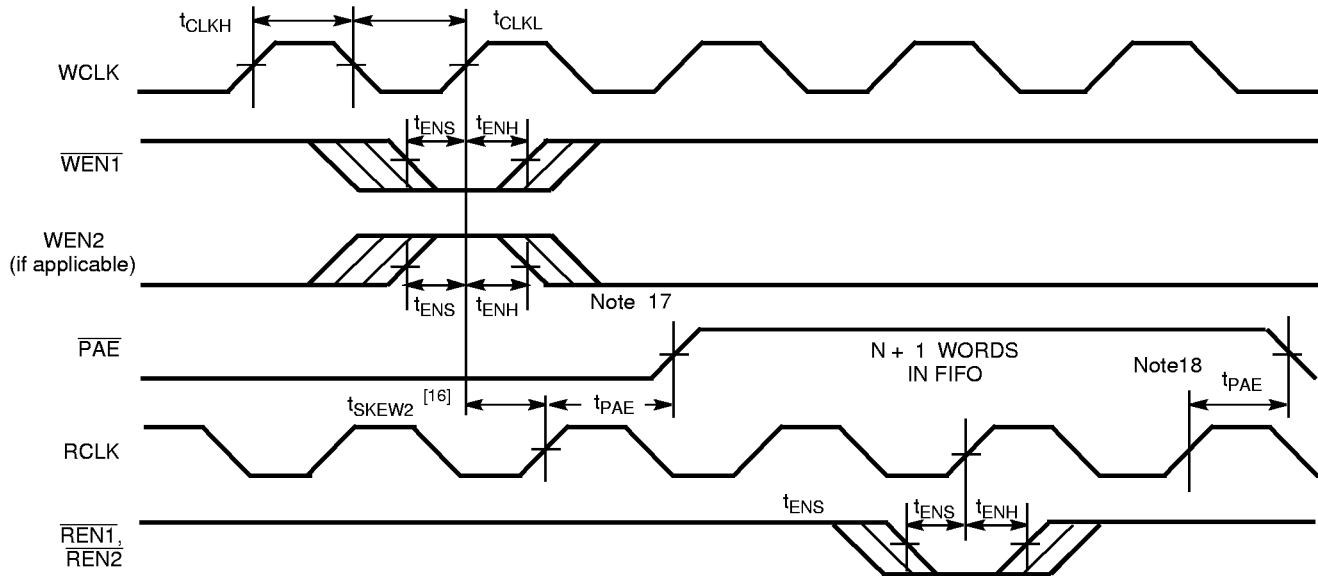 tCLKH
tCLKL
WCLK
tENS
tENH
WEN1
WEN2
(if applicable)
tENS
tENH
Note 17
PAE
N + 1 WORDS
IN FIFO
Note18
tSKEW2 [16]
tPAE
tPAE
RCLK
tENS
tENS
tENH
REN1,
REN2